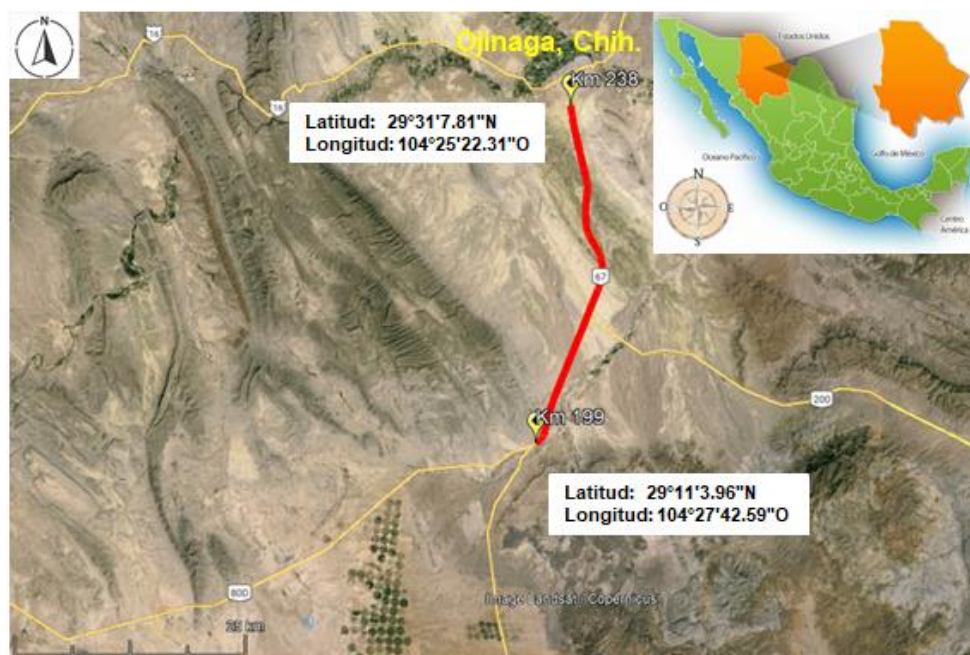 N
16
16
Ojinaga, Chih.
Km 238
Latitud: 29°31'7.81"N
Longitud: 104°25'22.31"O
Estados Unidos
Golfo de México
Oceano Pacífico
Centro
América
N
O
E
S
67
200
Km 199
Latitud: 29°11'3.96"N
Longitud: 104°27'42.59"O
800
Image Landsat / Copernicus
25 km